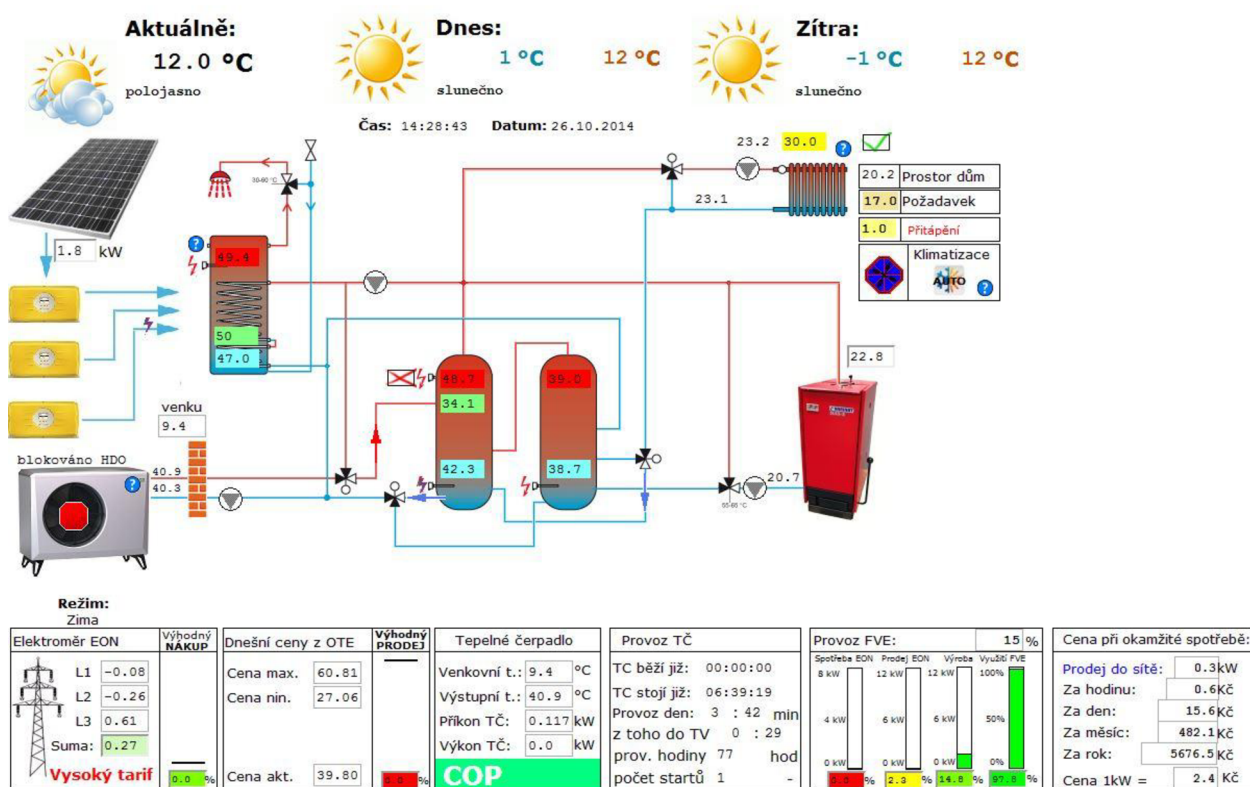 Aktuálně:
12.0 °C
polojasno
Dnes:
1 °C 12 °C
slunečno
Zítra:
-1 °C 12 °C
slunečno
Čas: 14:28:43 Datum: 26.10.2014
1.8 kW
49.4
50
47.0
23.2 30.0
23.1
20.2 Prostor dům
17.0 Požadavek
1.0 Přitápění
Klimatizace
AUTO
22.8
48.7
34.1
42.3
39.0
38.7
20.7
venku
9.4
blokováno HDO
40.9
40.3
Režim:
Zima
Elektroměr EON
L1 -0.08
L2 -0.26
L3 0.61
Suma: 0.27
Vysoký tarif
Výhodný
NÁKUP
0.0 %
Dnešní ceny z OTE
Cena max. 60.81
Cena nin. 27.06
Cena akt. 39.80
Výhodný
PRODEJ
0.0 %
Tepelné čerpadlo
Venkovní t.: 9.4 °C
Výstupní t.: 40.9 °C
Příkon TČ: 0.117 kW
Výkon TČ: 0.0 kW
COP
Provoz TČ
TC běží již: 00:00:00
TC stojí již: 06:39:19
Provoz den: 3 : 42 min
z toho do TV 0 : 29
prov. hodiny 77 hod
počet startů 1 -
Provoz FVE: 15 %
Spotřeba EON Prodej EON Výroba Využití FVE
8 kW 12 kW 12 kW 100%
4 kW 6 kW 6 kW 50%
0 kW 0 kW 0 kW 0%
0.0 % 2.3 % 14.8 % 97.8 %
Cena při okamžité spotřebě:
Prodej do sítě: 0.3kW
Za hodinu: 0.6Kč
Za den: 15.6Kč
Za měsíc: 482.1Kč
Za rok: 5676.5Kč
Cena 1kW = 2.4 Kč